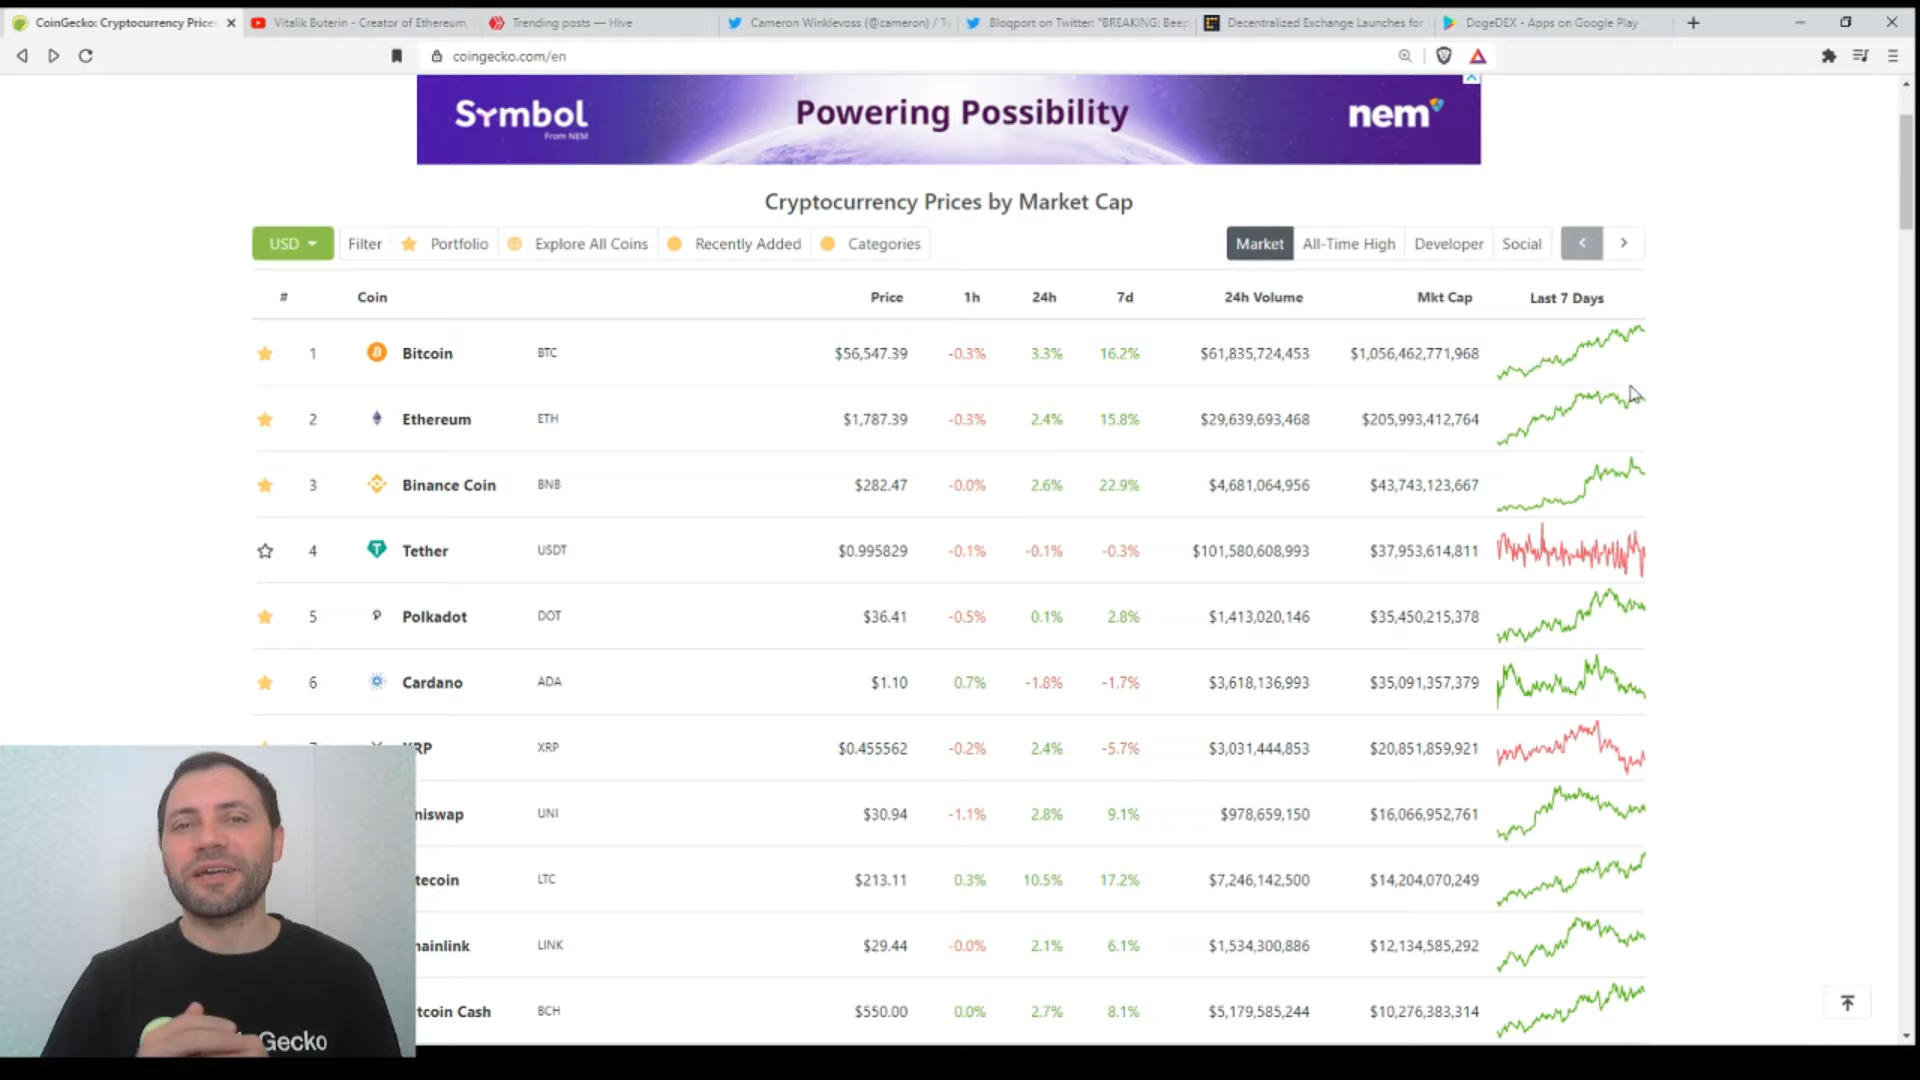 CoinGecko: Cryptocurrency Price
Vitalik Buterin - Creator of Ethereum,
Trending posts — Hive
Cameron Winklevoss (@cameron) / Tw
Bloqport on Twitter: "BREAKING: Beep
Decentralized Exchange Launches for
DogeDEX - Apps on Google Play
coingecko.com/en
Symbol
From NEM
Powering Possibility
nem
Cryptocurrency Prices by Market Cap
USD Filter Portfolio Explore All Coins Recently Added Categories Market All-Time High Developer Social
# Coin Price 1h 24h 7d 24h Volume Mkt Cap Last 7 Days
1 Bitcoin BTC $56,547.39 -0.3% 3.3% 16.2% $61,835,724,453 $1,056,462,771,968
2 Ethereum ETH $1,787.39 -0.3% 2.4% 15.8% $29,639,693,468 $205,993,412,764
3 Binance Coin BNB $282.47 -0.0% 2.6% 22.9% $4,681,064,956 $43,743,123,667
4 Tether USDT $0.995829 -0.1% -0.1% -0.3% $101,580,608,993 $37,953,614,811
5 Polkadot DOT $36.41 -0.5% 0.1% 2.8% $1,413,020,146 $35,450,215,378
6 Cardano ADA $1.10 0.7% -1.8% -1.7% $3,618,136,993 $35,091,357,379
XRP XRP $0.455562 -0.2% 2.4% -5.7% $3,031,444,853 $20,851,859,921
niswap UNI $30.94 -1.1% 2.8% 9.1% $978,659,150 $16,066,952,761
tecoin LTC $213.11 0.3% 10.5% 17.2% $7,246,142,500 $14,204,070,249
hainlink LINK $29.44 -0.0% 2.1% 6.1% $1,534,300,886 $12,134,585,292
tcoin Cash BCH $550.00 0.0% 2.7% 8.1% $5,179,585,244 $10,276,383,314
Gecko